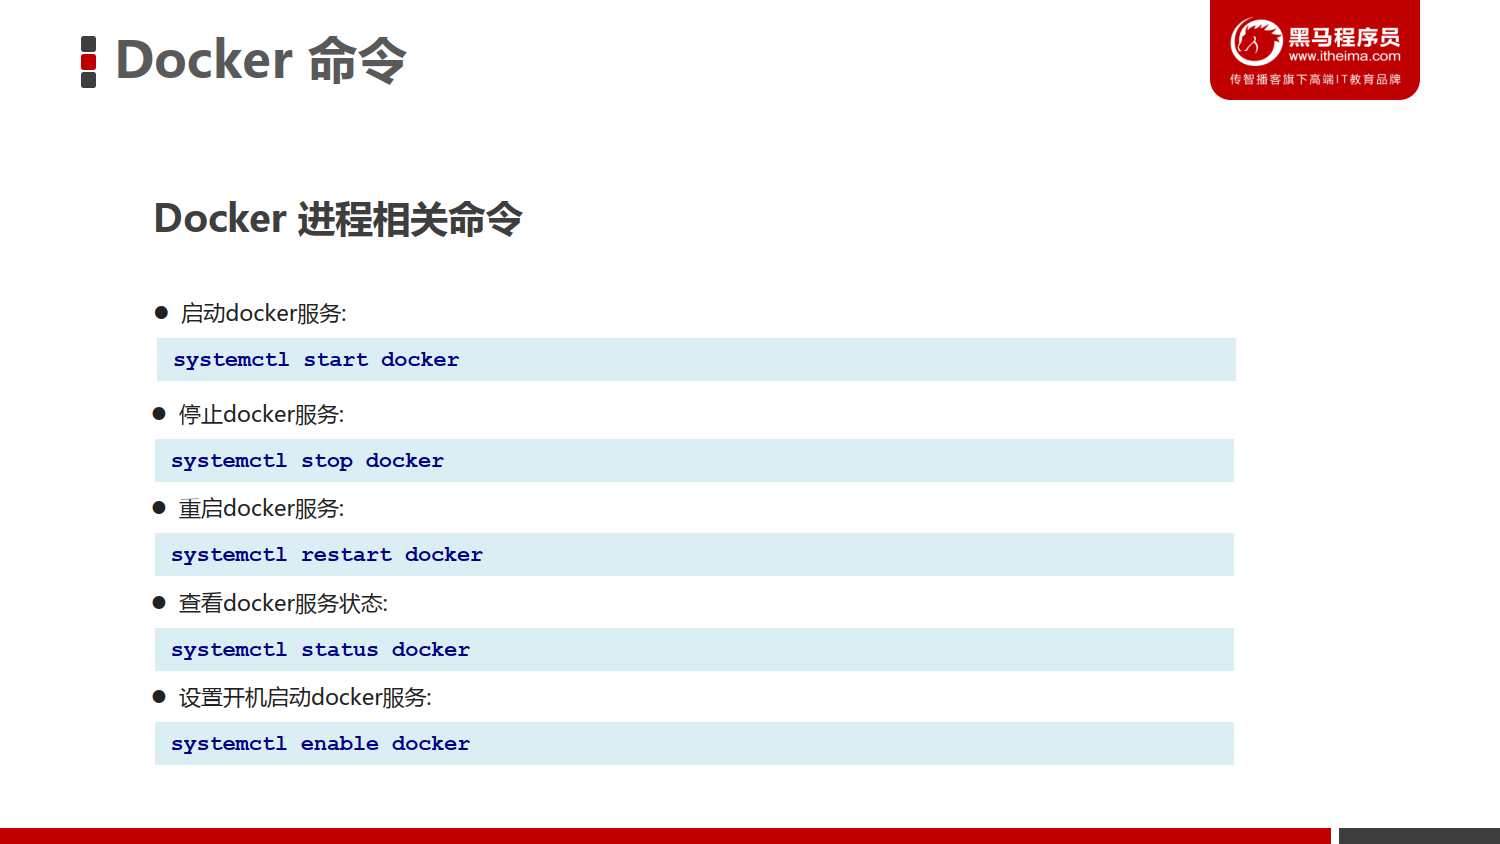 Docker 命令
黑马程序员
www.itheima.com
传智播客旗下高端IT教育品牌
Docker 进程相关命令
启动docker服务:
systemctl start docker
停止docker服务:
systemctl stop docker
重启docker服务:
systemctl restart docker
查看docker服务状态:
systemctl status docker
设置开机启动docker服务:
systemctl enable docker